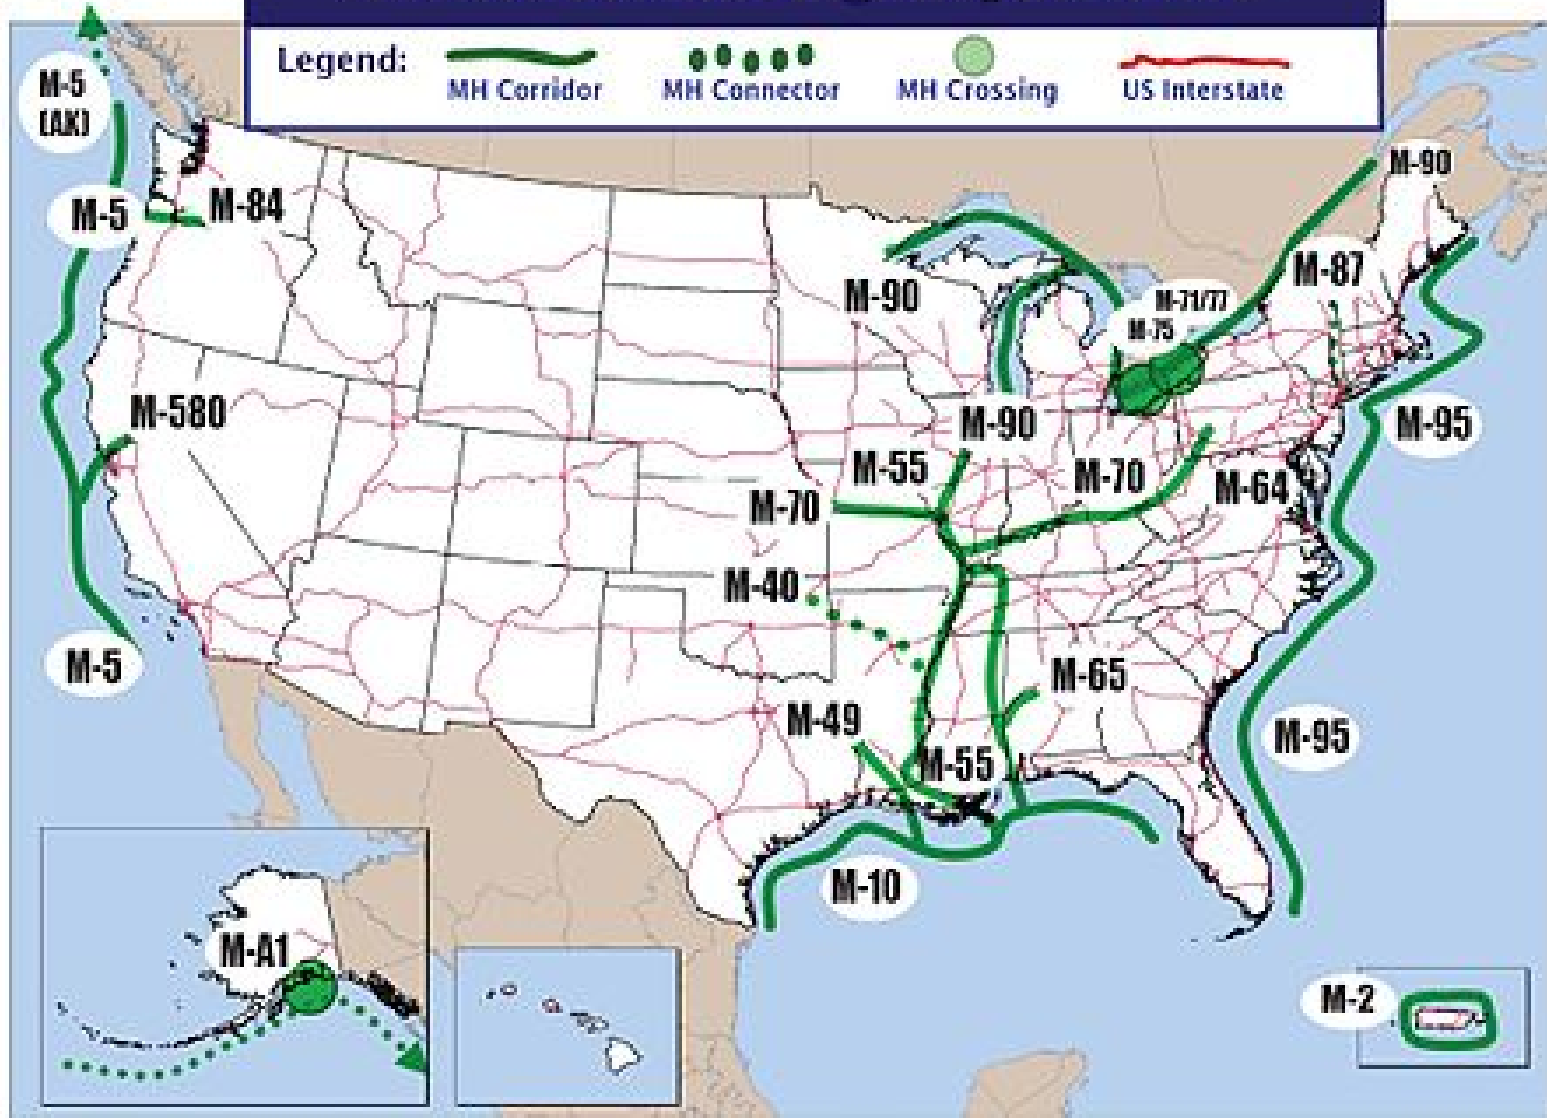 Legend:
MH Corridor
MH Connector
MH Crossing
US Interstate
M-5
(AK)
M-5
M-84
M-90
M-87
M-90
M-71/77
M-75
M-580
M-90
M-95
M-55
M-70
M-64
M-70
M-40
M-5
M-65
M-49
M-55
M-95
M-10
M-A1
M-2